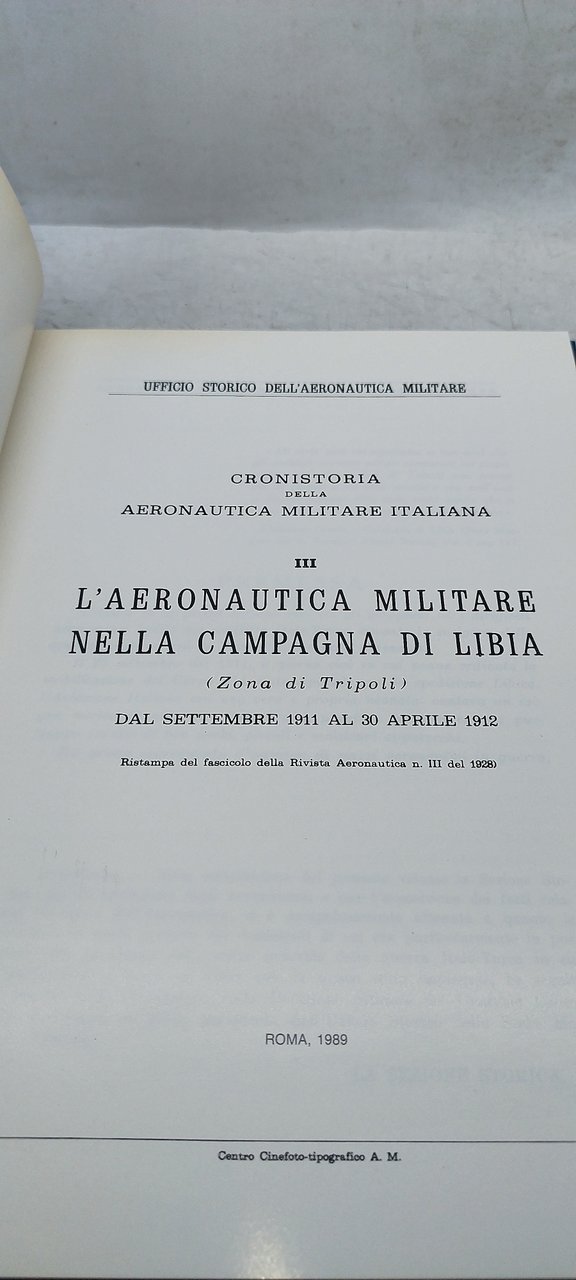 UFFICIO STORICO DELL'AERONAUTICA MILITARE
CRONISTORIA
DELLA
AERONAUTICA MILITARE ITALIANA
III
L'AERONAUTICA MILITARE
NELLA CAMPAGNA DI LIBIA
(Zona di Tripoli)
DAL SETTEMBRE 1911 AL 30 APRILE 1912
Ristampa del fascicolo della Rivista Aeronautica n. III del 1928)
ROMA, 1989
Centro Cinefoto-tipografico A. M.